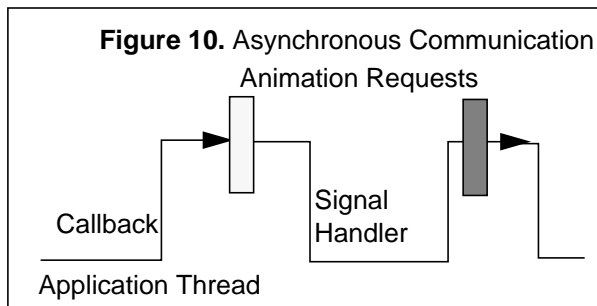 Figure 10. Asynchronous Communication
Animation Requests
Callback
Signal
Handler
Application Thread